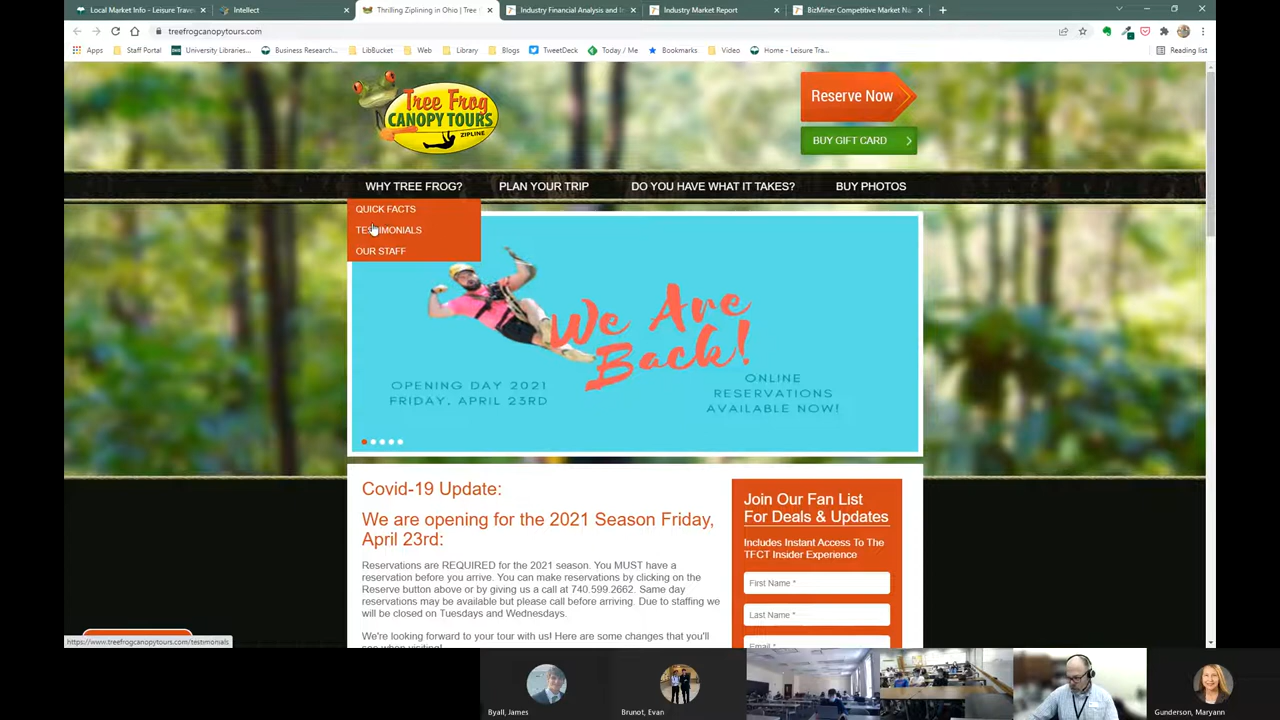 Local Market Info - Leisure Travel
Intellect
Thrilling Ziplining in Ohio | Tree
Industry Financial Analysis and In
Industry Market Report
BizMiner Competitive Market
treefrogcanopytours.com
Apps
Staff Portal
University Libraries...
Business Research...
LibBucket
Web
Library
Blogs
TweetDeck
Today / Me
Bookmarks
Video
Home - Leisure Tra...
Reading list
Tree Frog
CANOPY TOURS
ZIPLINE
Reserve Now
BUY GIFT CARD
WHY TREE FROG?
PLAN YOUR TRIP
DO YOU HAVE WHAT IT TAKES?
BUY PHOTOS
QUICK FACTS
TESTIMONIALS
OUR STAFF
We Are
Back!
OPENING DAY 2021
FRIDAY, APRIL 23RD
ONLINE
RESERVATIONS
AVAILABLE NOW!
Covid-19 Update:
We are opening for the 2021 Season Friday,
April 23rd:
Reservations are REQUIRED for the 2021 season. You MUST have a
reservation before you arrive. You can make reservations by clicking on the
Reserve button above or by giving us a call at 740.599.2662. Same day
reservations may be available but please call before arriving. Due to staffing we
will be closed on Tuesdays and Wednesdays.
We're looking forward to your tour with us! Here are some changes that you'll
see when visiting!
Join Our Fan List
For Deals & Updates
Includes Instant Access To The
TFCT Insider Experience
First Name *
Last Name *
Email *
https://www.treefrogcanopytours.com/testimonials
Byall, James
Brunot, Evan
Gunderson, Maryann